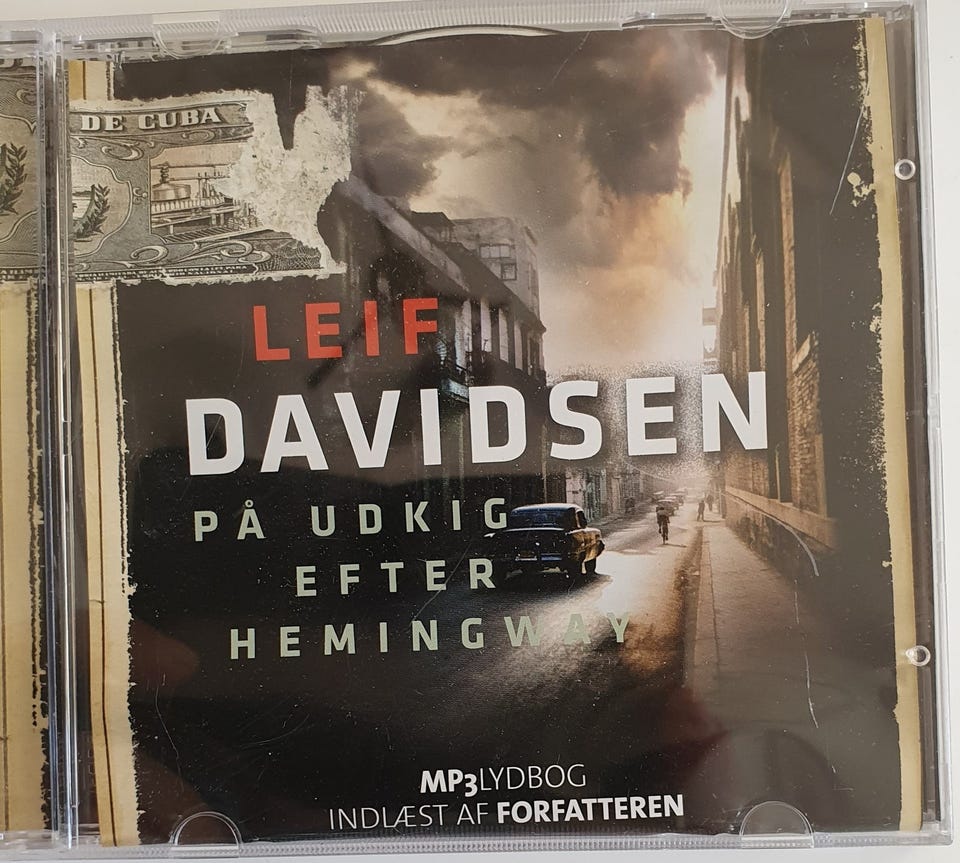 DE CUBA
LEIF
DAVIDSEN
PÅ UDKIG
EFTER
HEMINGWAY
MP3LYDBOG
INDLÆST AF FORFATTEREN